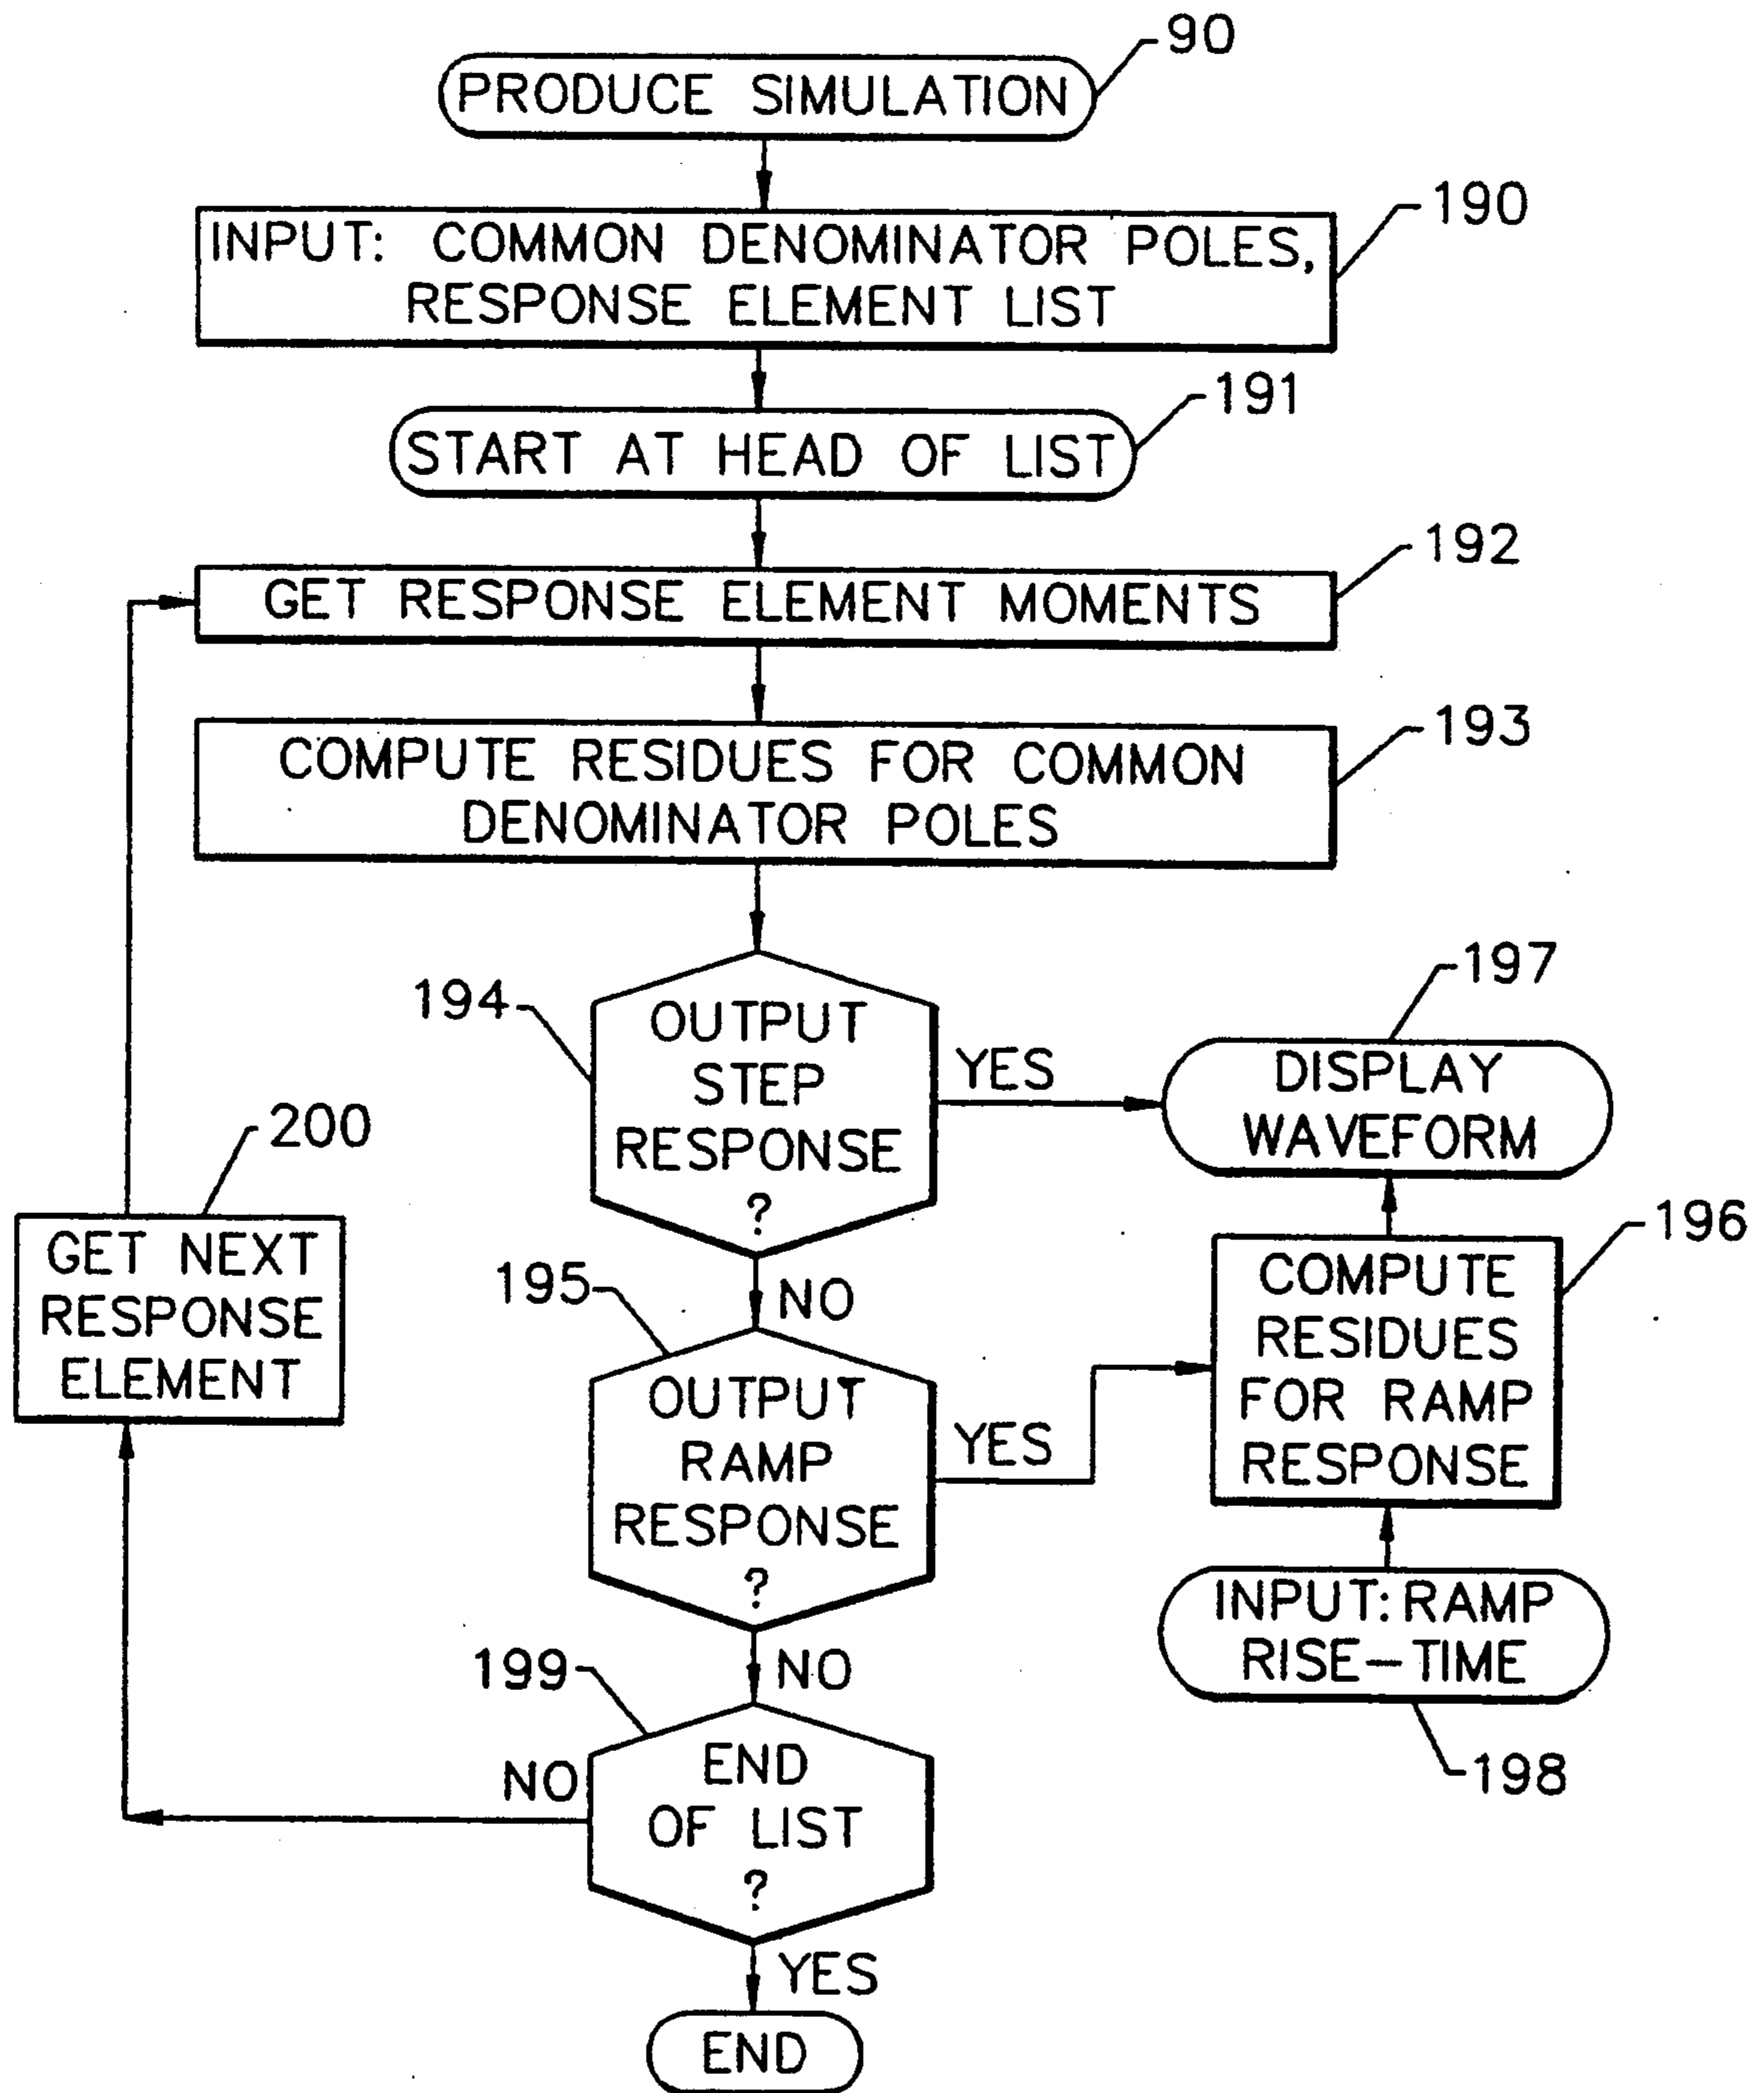 90
PRODUCE SIMULATION
190
INPUT: COMMON DENOMINATOR POLES,
RESPONSE ELEMENT LIST
191
START AT HEAD OF LIST
192
GET RESPONSE ELEMENT MOMENTS
193
COMPUTE RESIDUES FOR COMMON
DENOMINATOR POLES
194
OUTPUT
STEP
RESPONSE
?
YES
197
DISPLAY
WAVEFORM
200
GET NEXT
RESPONSE
ELEMENT
NO
195
OUTPUT
RAMP
RESPONSE
?
YES
196
COMPUTE
RESIDUES
FOR RAMP
RESPONSE
INPUT: RAMP
RISE-TIME
198
NO
199
END
OF LIST
?
NO
YES
END